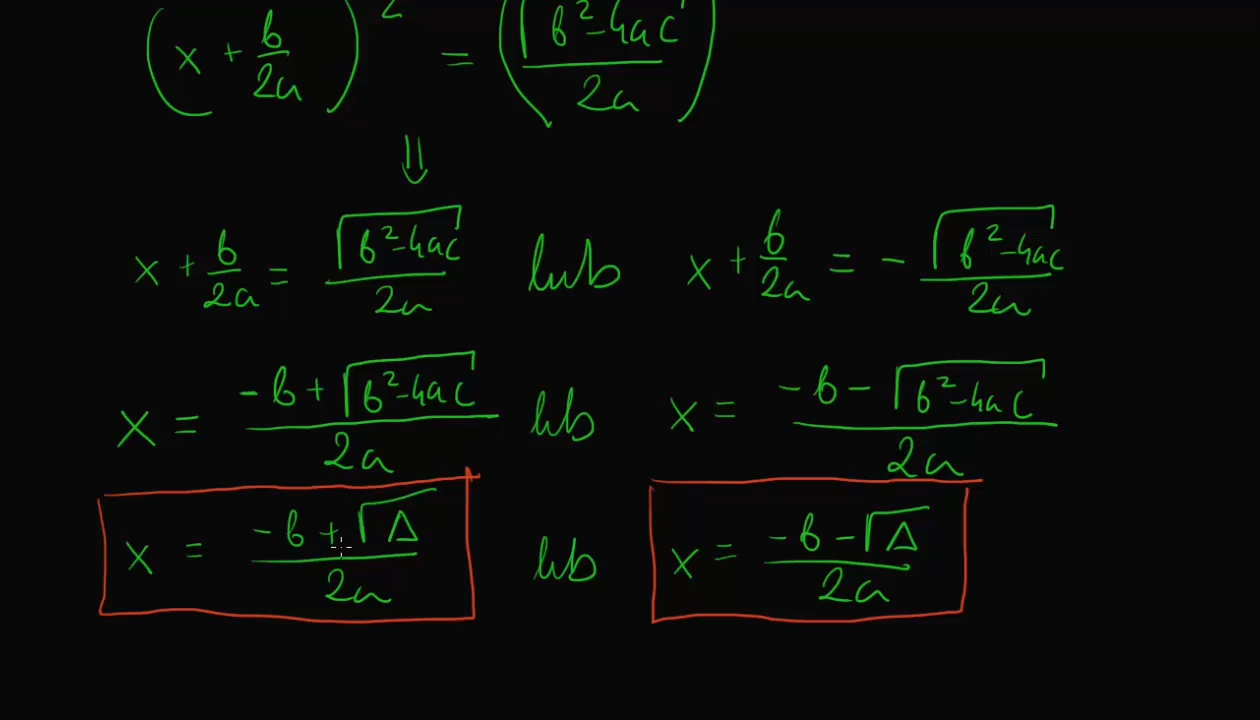 (x + b/2a)² = (√(b²-4ac)/2a)
⇓
x + b/2a = √(b²-4ac)/2a lub x + b/2a = - √(b²-4ac)/2a
x = (-b + √(b²-4ac))/2a lub x = (-b - √(b²-4ac))/2a
x = (-b + √Δ)/2a lub x = (-b - √Δ)/2a